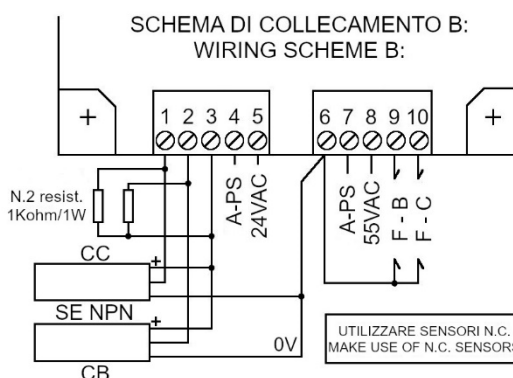 SCHEMA DI COLLECAMENTO B:
WIRING SCHEME B:
+ +
1 2 3 4 5 6 7 8 9 10
A-PS
24VAC
A-PS
55VAC
F - B
F - C
N.2 resist.
1Kohm/1W
CC
+
SE NPN
+
CB
0V
UTILIZZARE SENSORI N.C.
MAKE USE OF N.C. SENSORS